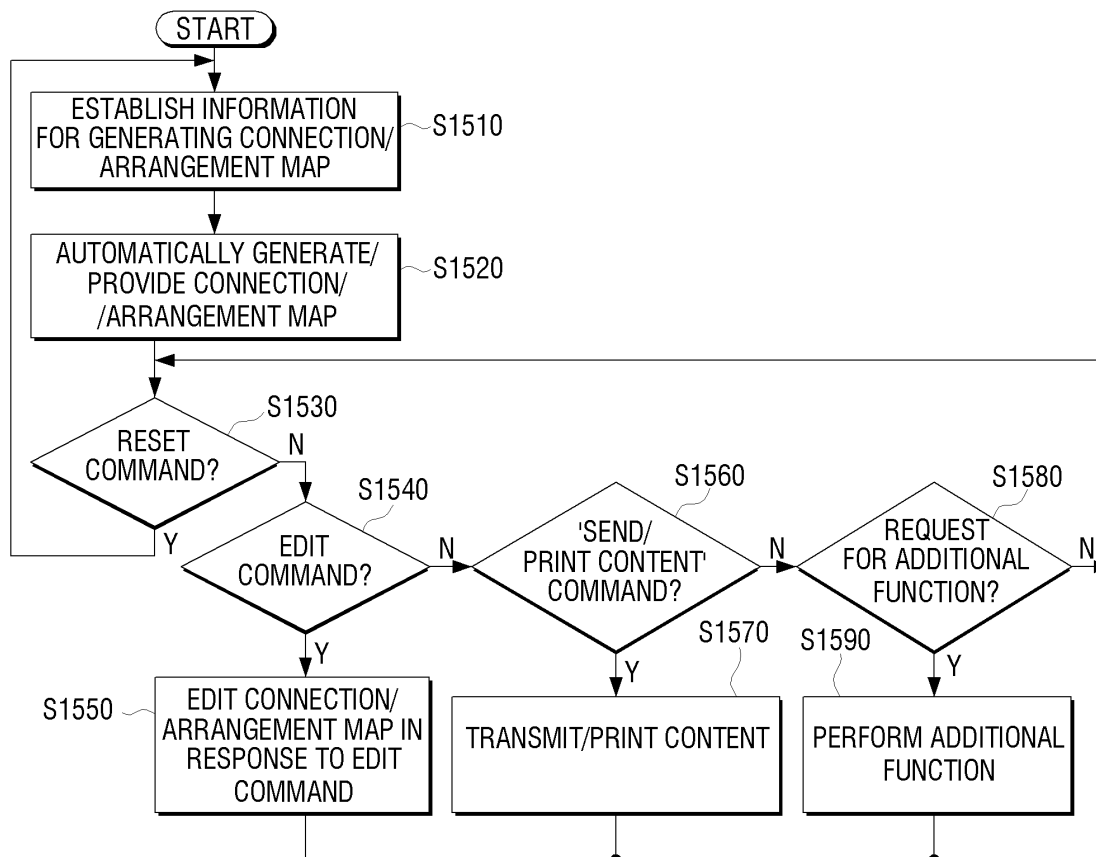 START
ESTABLISH INFORMATION
FOR GENERATING CONNECTION/
ARRANGEMENT MAP
S1510
AUTOMATICALLY GENERATE/
PROVIDE CONNECTION/
/ARRANGEMENT MAP
S1520
RESET
COMMAND?
S1530
N
Y
EDIT
COMMAND?
S1540
N
Y
'SEND/
PRINT CONTENT'
COMMAND?
S1560
N
Y
REQUEST
FOR ADDITIONAL
FUNCTION?
S1580
N
Y
S1550
EDIT CONNECTION/
ARRANGEMENT MAP IN
RESPONSE TO EDIT
COMMAND
S1570
TRANSMIT/PRINT CONTENT
S1590
PERFORM ADDITIONAL
FUNCTION